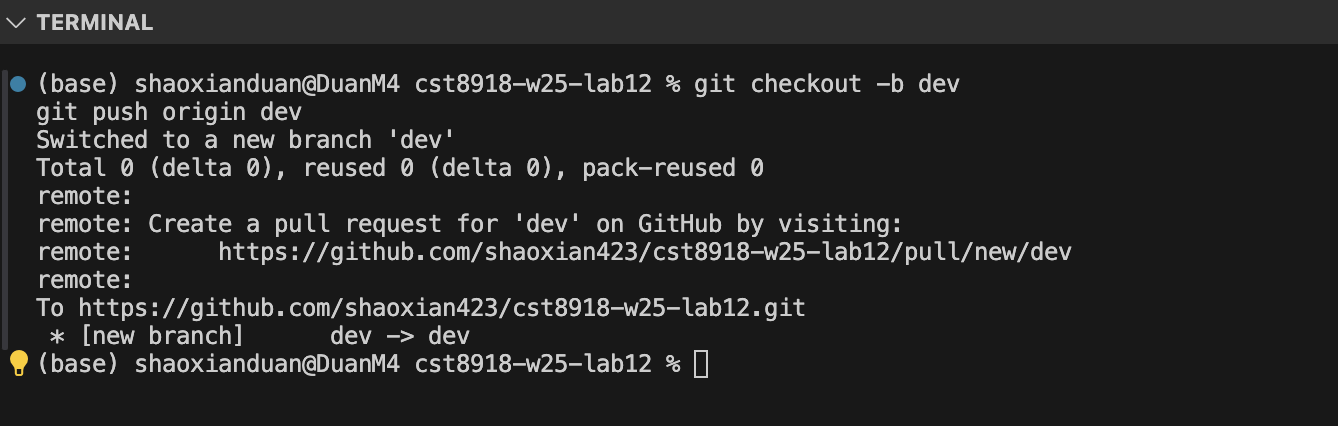 TERMINAL
(base) shaoxianduan@DuanM4 cst8918-w25-lab12 % git checkout -b dev
git push origin dev
Switched to a new branch 'dev'
Total 0 (delta 0), reused 0 (delta 0), pack-reused 0
remote:
remote: Create a pull request for 'dev' on GitHub by visiting:
remote:      https://github.com/shaoxian423/cst8918-w25-lab12/pull/new/dev
remote:
To https://github.com/shaoxian423/cst8918-w25-lab12.git
 * [new branch]      dev -> dev
(base) shaoxianduan@DuanM4 cst8918-w25-lab12 %